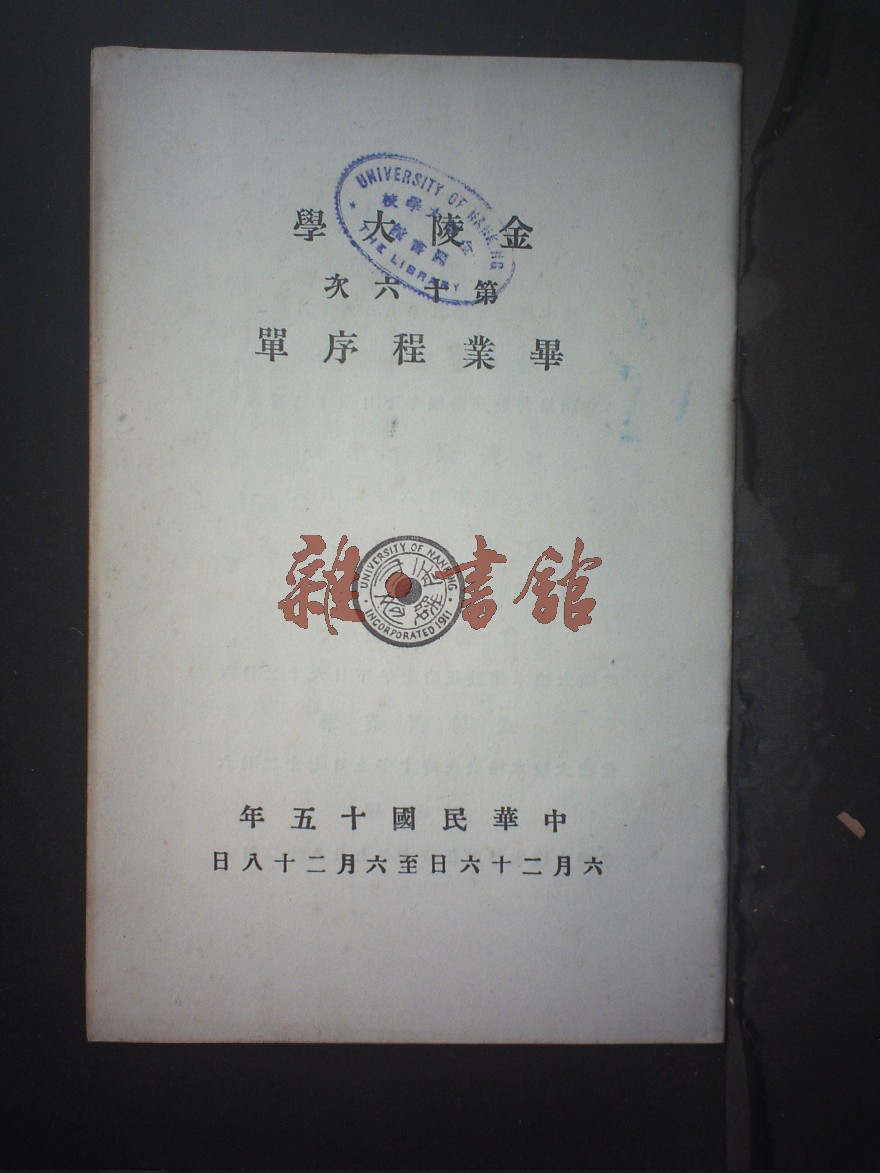 金陵大學
UNIVERSITY OF NANKING
THE LIBRARY
第十六次
畢業程序單
雜書館
UNIVERSITY OF NANKING
INCORPORATED 1911
中華民國十五年
六月二十六日至六月二十八日